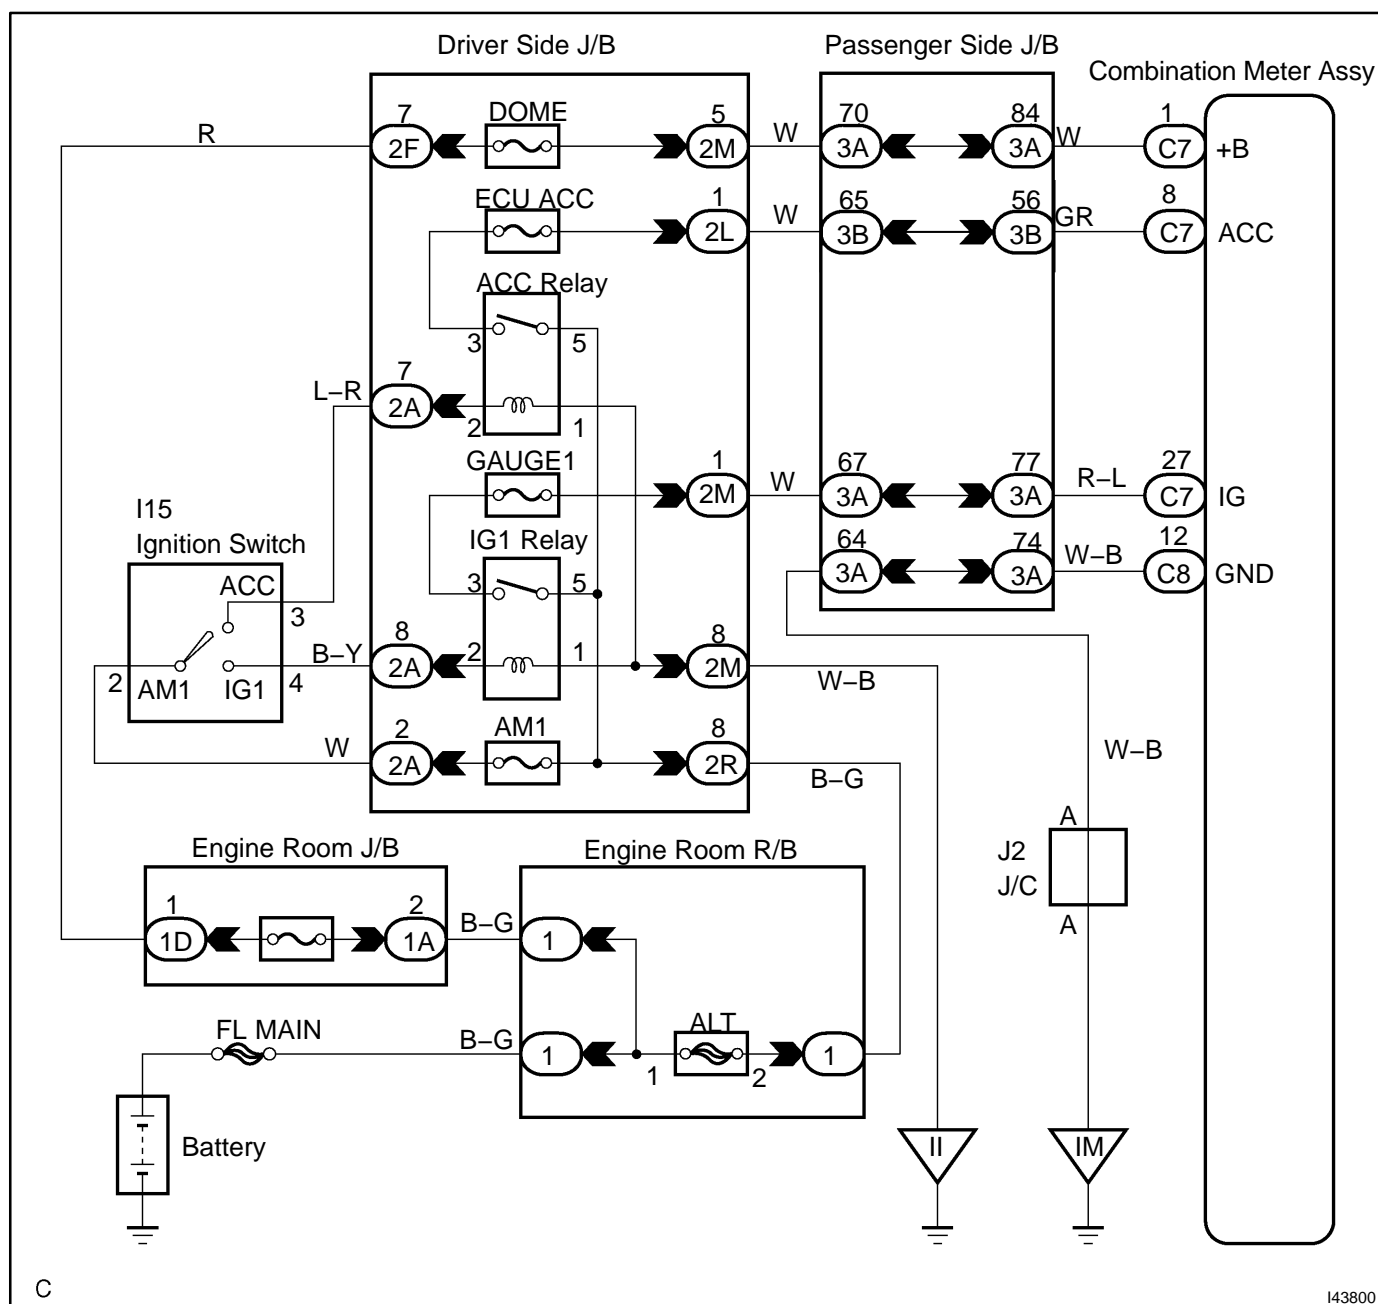 Driver Side J/B
Passenger Side J/B
Combination Meter Assy
7
DOME
5
70
84
1
R
2F
2M
W
3A
3A
W
C7
+B
ECU ACC
1
65
56
8
2L
W
3B
3B
GR
C7
ACC
ACC Relay
3
5
7
L–R
2A
2
1
GAUGE1
1
67
77
27
2M
W
3A
3A
R–L
C7
IG
I15
Ignition Switch
IG1 Relay
64
74
12
3
5
3A
3A
W–B
C8
GND
ACC
3
8
2
1
8
B–Y
2A
2M
W–B
2
AM1
IG1
4
2
AM1
8
W
2A
2R
B–G
W–B
Engine Room J/B
Engine Room R/B
A
J2
J/C
A
1
2
1D
1A
B–G
1
FL MAIN
B–G
1
ALT
1
2
1
Battery
II
IM
C
I43800